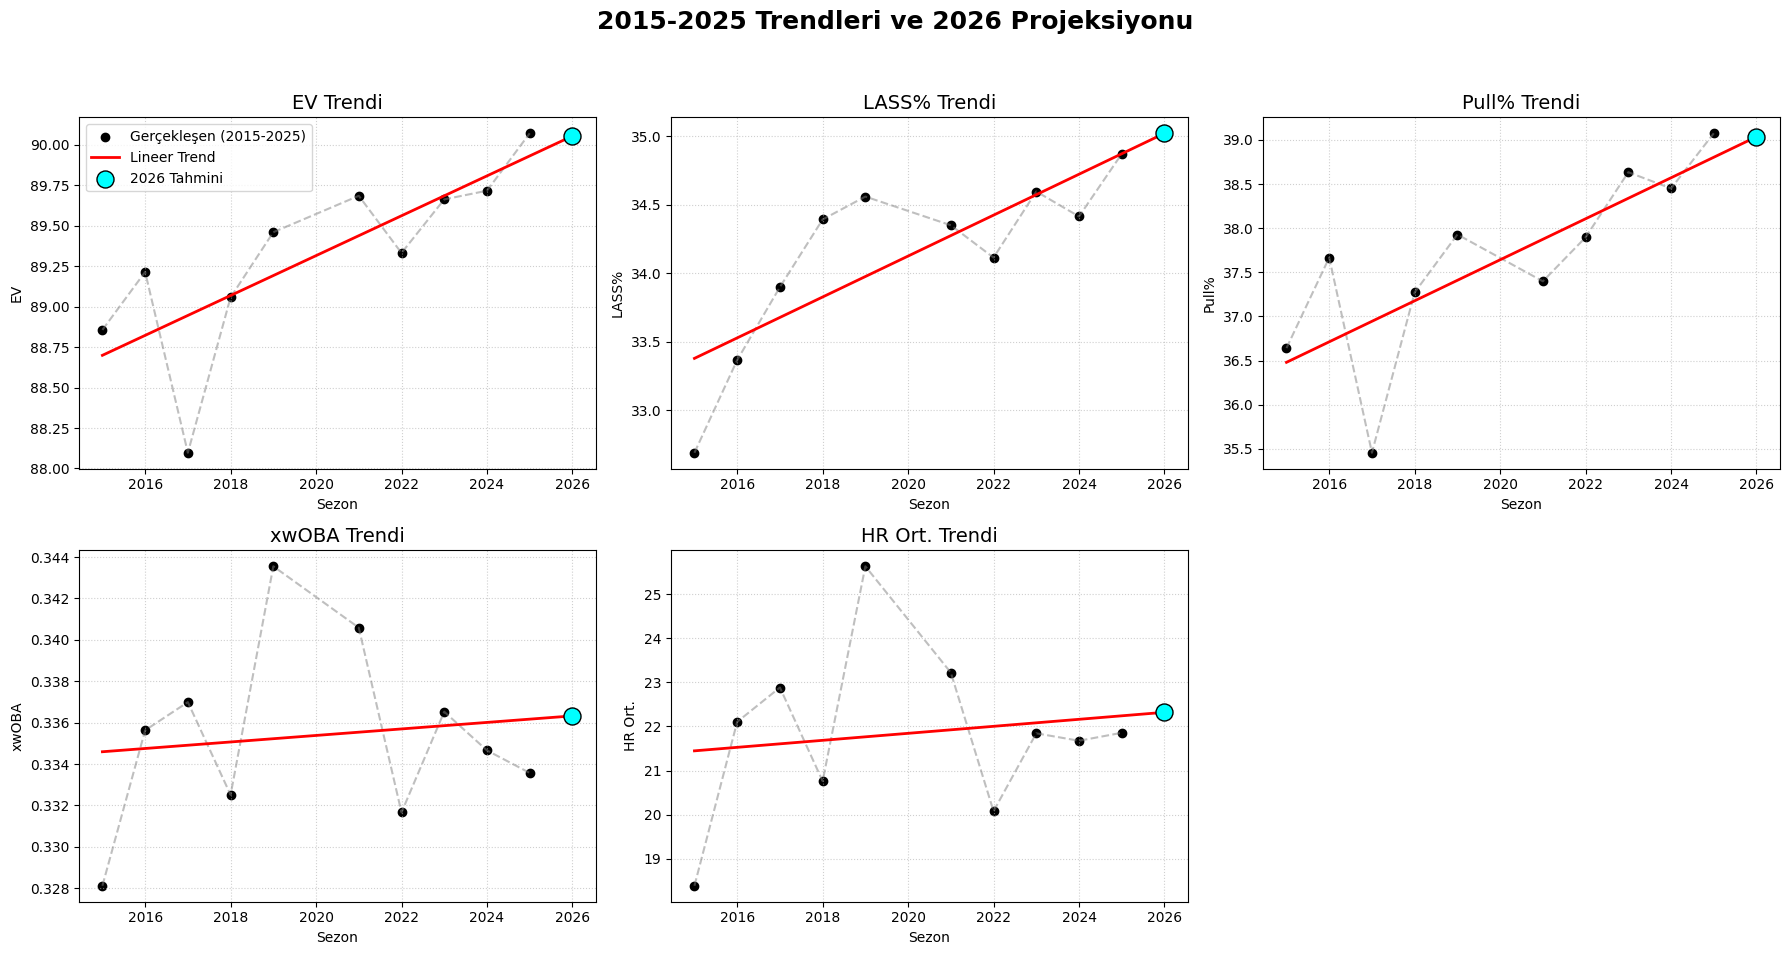 2015-2025 Trendleri ve 2026 Projeksiyonu
EV Trendi
Gerçekleşen (2015-2025)
Lineer Trend
2026 Tahmini
90.00
89.75
89.50
89.25
89.00
88.75
88.50
88.25
88.00
EV
2016 2018 2020 2022 2024 2026
Sezon
LASS% Trendi
35.0
34.5
34.0
33.5
33.0
LASS%
2016 2018 2020 2022 2024 2026
Sezon
Pull% Trendi
39.0
38.5
38.0
37.5
37.0
36.5
36.0
35.5
Pull%
2016 2018 2020 2022 2024 2026
Sezon
xwOBA Trendi
0.344
0.342
0.340
0.338
0.336
0.334
0.332
0.330
0.328
xwOBA
2016 2018 2020 2022 2024 2026
Sezon
HR Ort. Trendi
25
24
23
22
21
20
19
HR Ort.
2016 2018 2020 2022 2024 2026
Sezon